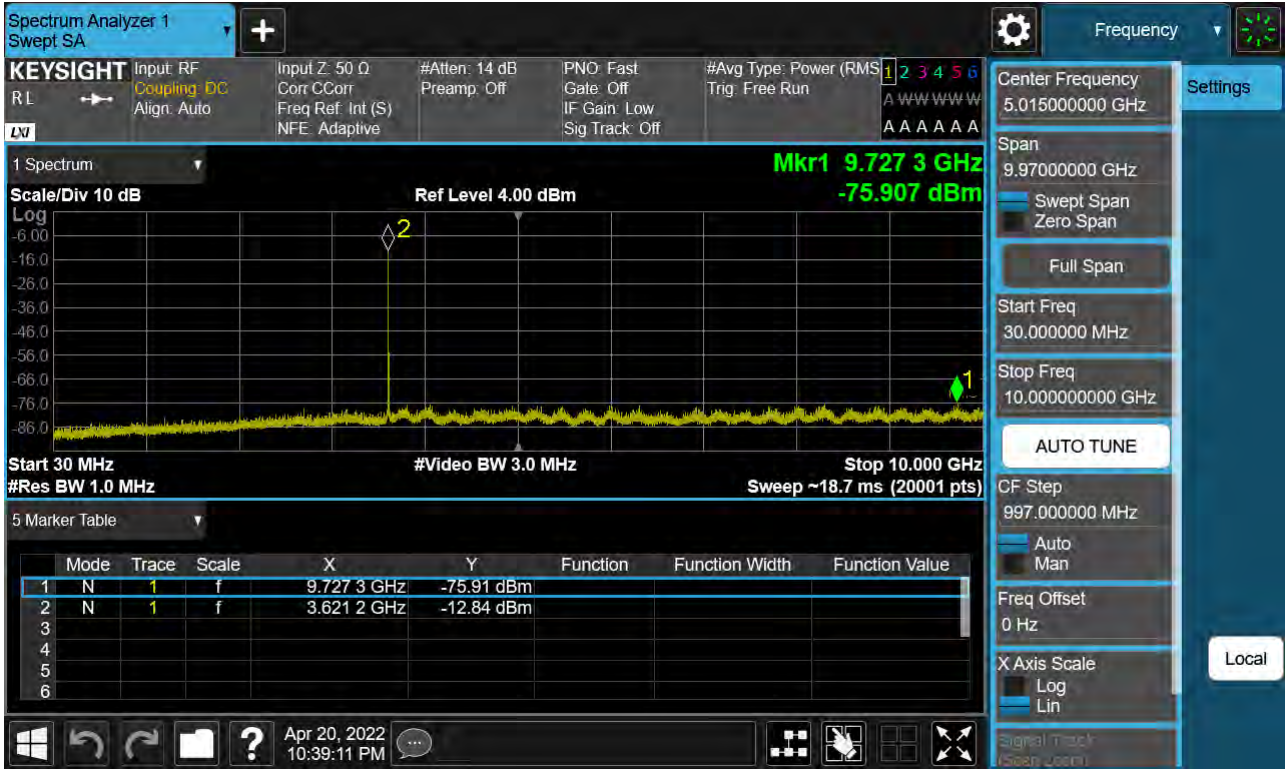 Spectrum Analyzer 1
Swept SA
+
Frequency
KEYSIGHT
RL
LXI
Input: RF
Coupling: DC
Align: Auto
Input Z: 50 Ω
Corr CCorr
Freq Ref: Int (S)
NFE: Adaptive
#Atten: 14 dB
Preamp: Off
PNO: Fast
Gate: Off
IF Gain: Low
Sig Track: Off
#Avg Type: Power (RMS
Trig: Free Run
1 2 3 4 5 6
A W W W W W
A A A A A A
1 Spectrum
Mkr1 9.727 3 GHz
Scale/Div 10 dB
Ref Level 4.00 dBm
-75.907 dBm
Log
-6.00
-16.0
-26.0
-36.0
-46.0
-56.0
-66.0
-76.0
-86.0
2
1
Start 30 MHz
#Video BW 3.0 MHz
Stop 10.000 GHz
#Res BW 1.0 MHz
Sweep ~18.7 ms (20001 pts)
5 Marker Table
Mode Trace Scale X Y Function Function Width Function Value
1 N 1 f 9.727 3 GHz -75.91 dBm
2 N 1 f 3.621 2 GHz -12.84 dBm
3
4
5
6
Center Frequency
5.015000000 GHz
Span
9.97000000 GHz
Swept Span
Zero Span
Full Span
Start Freq
30.000000 MHz
Stop Freq
10.000000000 GHz
AUTO TUNE
CF Step
997.000000 MHz
Auto
Man
Freq Offset
0 Hz
X Axis Scale
Log
Lin
Signal Track
(Span Zoom)
Settings
Local
?
Apr 20, 2022
10:39:11 PM